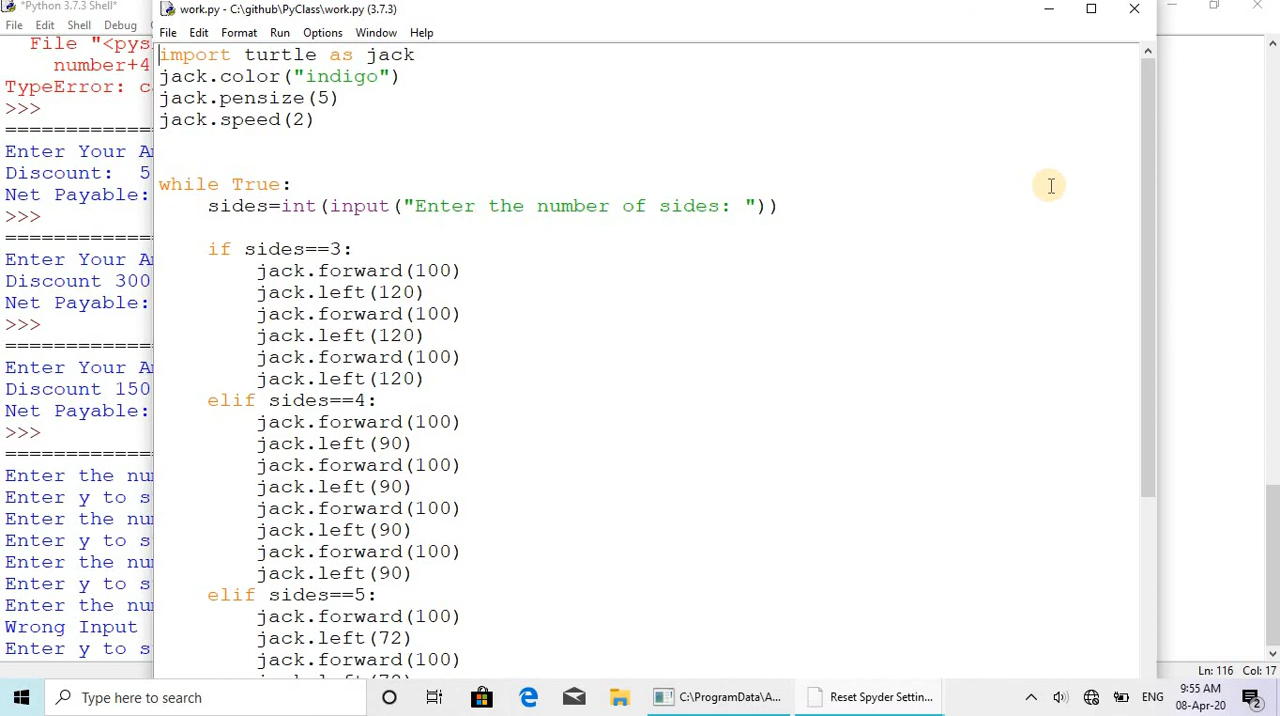 *Python 3.7.3 Shell*
File Edit Shell Debug
File "<pys
number+4
TypeError: c
>>>
Enter Your A
Discount: 5
Net Payable:
>>>
Enter Your A
Discount 300
Net Payable:
>>>
Enter Your A
Discount 150
Net Payable:
>>>
Enter the nu
Enter y to s
Enter the nu
Enter y to s
Enter the nu
Enter y to s
Enter the nu
Wrong Input
Enter y to s
work.py - C:\github\PyClass\work.py (3.7.3)
File Edit Format Run Options Window Help
import turtle as jack
jack.color("indigo")
jack.pensize(5)
jack.speed(2)
while True:
sides=int(input("Enter the number of sides: "))
if sides==3:
jack.forward(100)
jack.left(120)
jack.forward(100)
jack.left(120)
jack.forward(100)
jack.left(120)
elif sides==4:
jack.forward(100)
jack.left(90)
jack.forward(100)
jack.left(90)
jack.forward(100)
jack.left(90)
jack.forward(100)
jack.left(90)
elif sides==5:
jack.forward(100)
jack.left(72)
jack.forward(100)
Ln: 116 Col: 17
Type here to search
C:\ProgramData\A...
Reset Spyder Settin...
ENG
9:55 AM
08-Apr-20
2